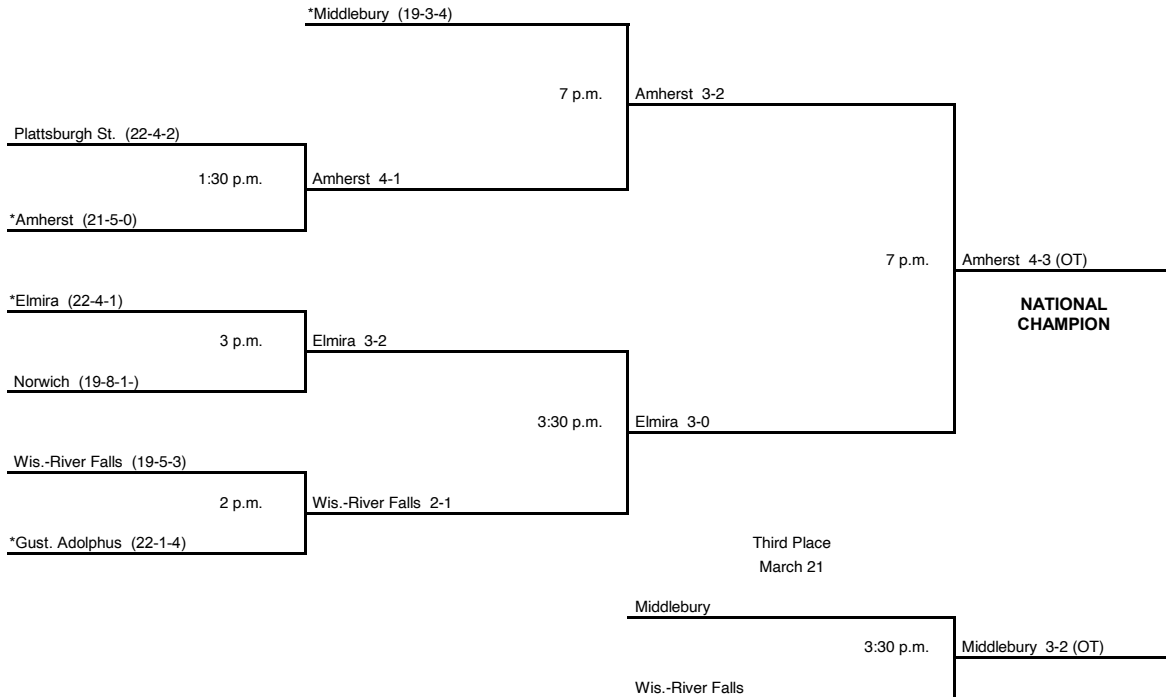 *Middlebury (19-3-4)
7 p.m.
Amherst 3-2
Plattsburgh St. (22-4-2)
1:30 p.m.
Amherst 4-1
*Amherst (21-5-0)
7 p.m.
Amherst 4-3 (OT)
*Elmira (22-4-1)
NATIONAL
CHAMPION
3 p.m.
Elmira 3-2
Norwich (19-8-1-)
3:30 p.m.
Elmira 3-0
Wis.-River Falls (19-5-3)
2 p.m.
Wis.-River Falls 2-1
*Gust. Adolphus (22-1-4)
Third Place
March 21
Middlebury
3:30 p.m.
Middlebury 3-2 (OT)
Wis.-River Falls